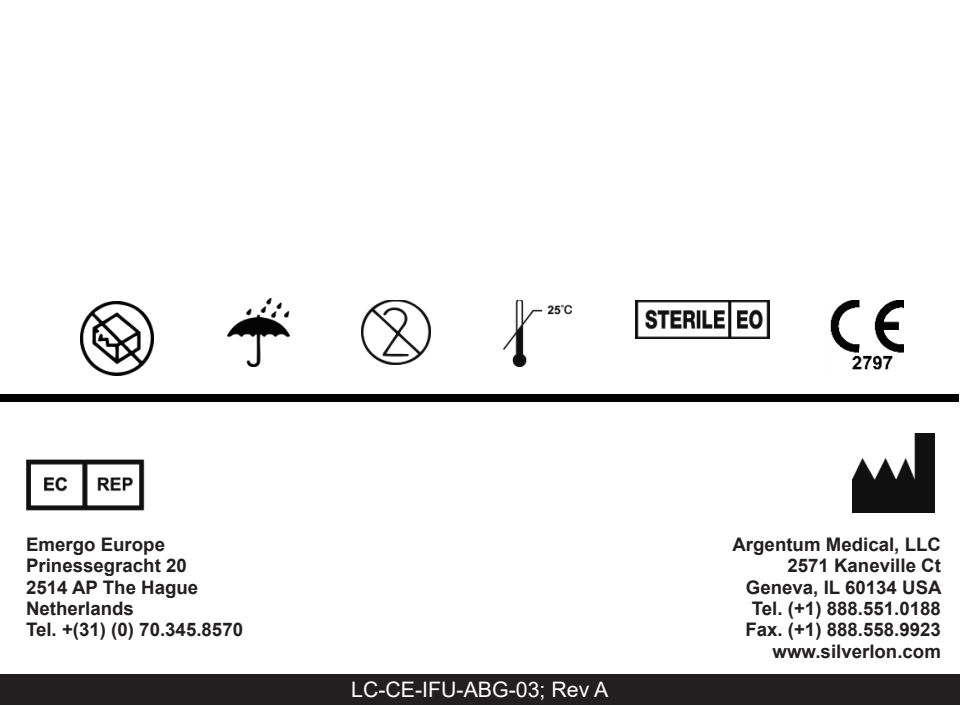 2
25°C
STERILE EO
CE
2797
EC REP
Emergo Europe
Prinessegracht 20
2514 AP The Hague
Netherlands
Tel. +(31) (0) 70.345.8570
Argentum Medical, LLC
2571 Kaneville Ct
Geneva, IL 60134 USA
Tel. (+1) 888.551.0188
Fax. (+1) 888.558.9923
www.silverlon.com
LC-CE-IFU-ABG-03; Rev A